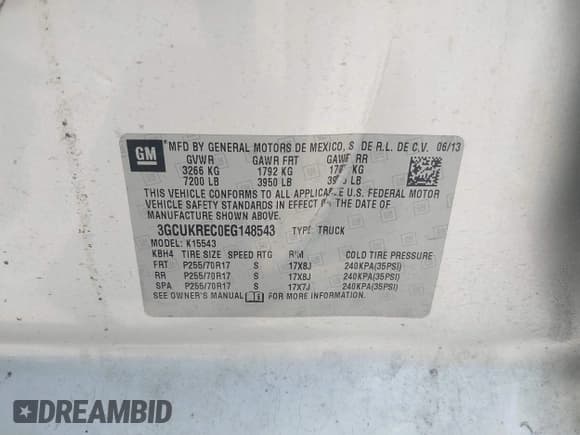 GM MFD BY GENERAL MOTORS DE MEXICO, S DE R.L. DE C.V. 06/13
GVWR GAWR FRT GAWR RR
3266 KG 1792 KG KG
7200 LB 3950 LB LB
THIS VEHICLE CONFORMS TO ALL APPLICABLE U.S. FEDERAL MOTOR
VEHICLE SAFETY STANDARDS IN EFFECT ON THE DATE OF
MANUFACTURE SHOWN ABOVE.
3GCUKREC0EG148543 TYPE: TRUCK
MODEL: K15543
KBH4 TIRE SIZE SPEED RTG RIM COLD TIRE PRESSURE
FRT P255/70R17 S 17X8J 240KPA(35PSI)
RR P255/70R17 S 17X8J 240KPA(35PSI)
SPA P255/70R17 S 17X7J 240KPA(35PSI)
SEE OWNER'S MANUAL FOR MORE INFORMATION.
DREAMBID